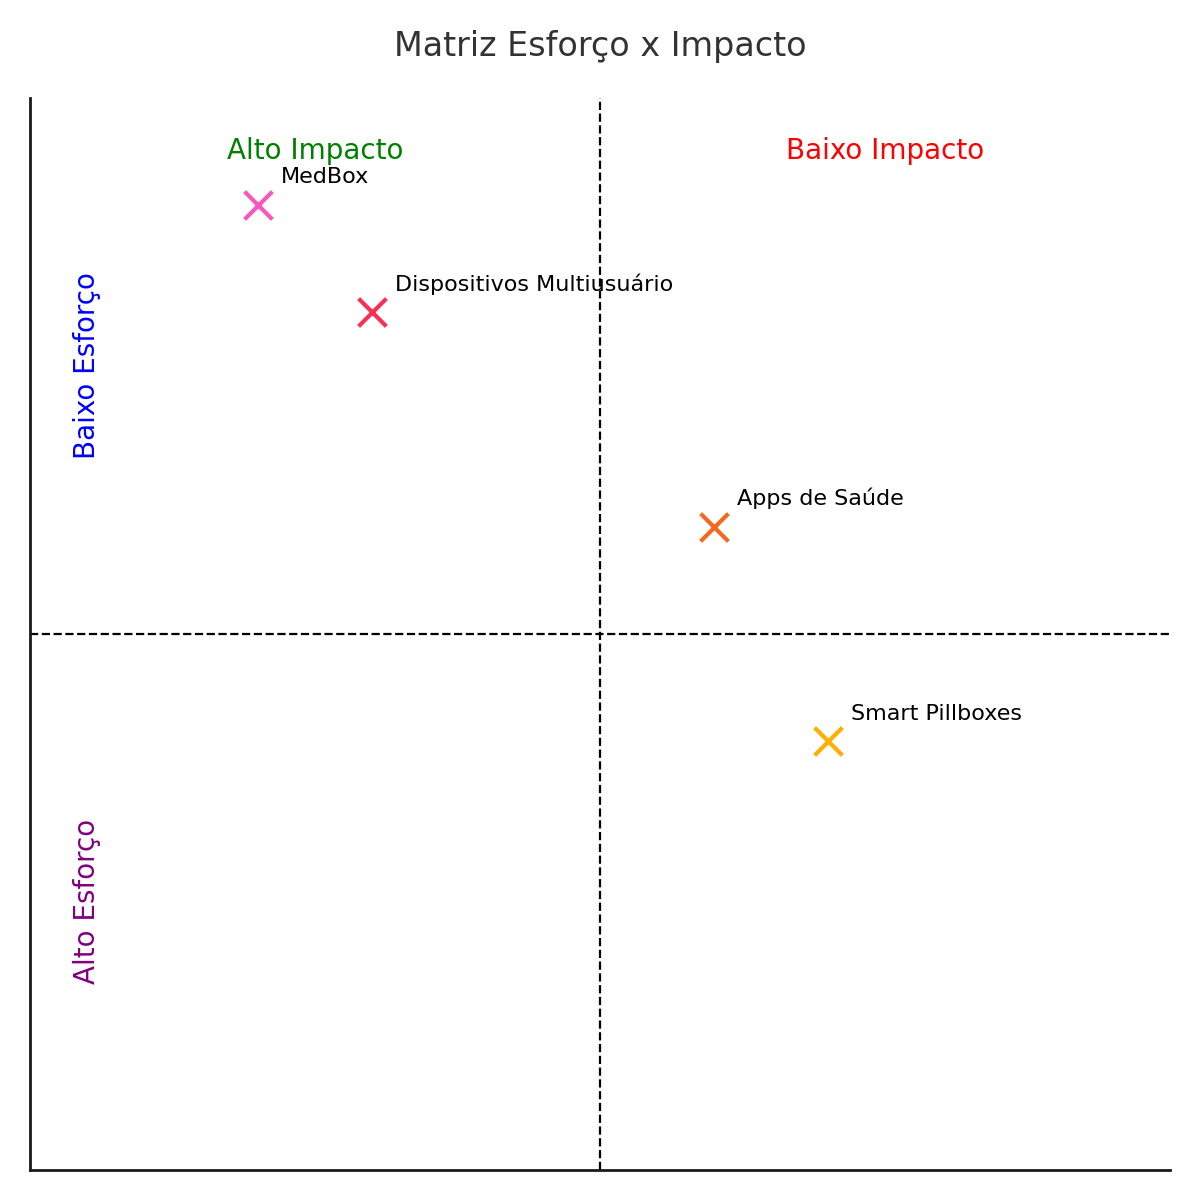 Matriz Esforço x Impacto
Alto Impacto
Baixo Impacto
MedBox
Dispositivos Multiusuário
Baixo Esforço
Apps de Saúde
Smart Pillboxes
Alto Esforço